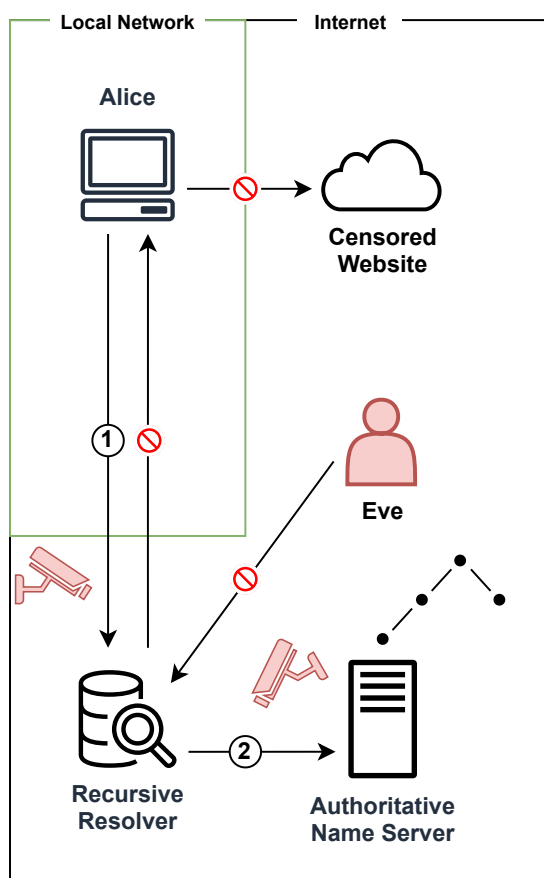 Local Network
Internet
Alice
Censored
Website
1
Eve
2
Recursive
Resolver
Authoritative
Name Server